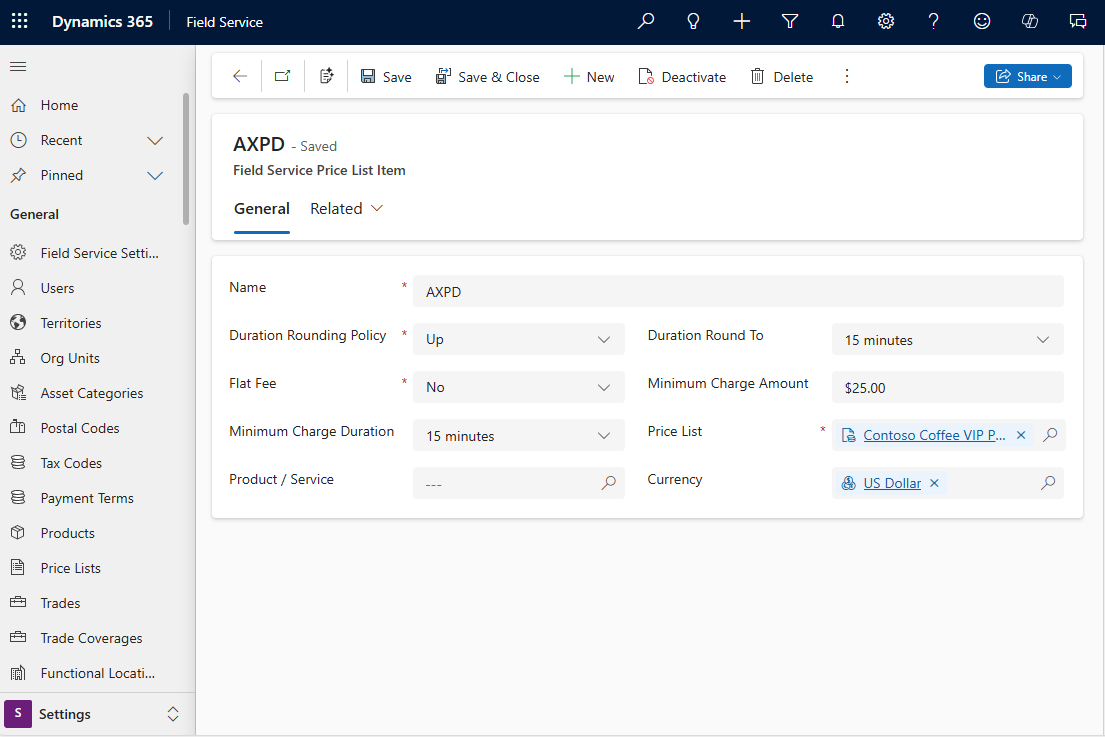 Dynamics 365 Field Service
Save Save & Close New Deactivate Delete Share
Home
Recent
Pinned
General
Field Service Setti...
Users
Territories
Org Units
Asset Categories
Postal Codes
Tax Codes
Payment Terms
Products
Price Lists
Trades
Trade Coverages
Functional Locati...
S Settings
AXPD - Saved
Field Service Price List Item
General Related
Name * AXPD
Duration Rounding Policy * Up Duration Round To 15 minutes
Flat Fee * No Minimum Charge Amount $25.00
Minimum Charge Duration 15 minutes Price List * Contoso Coffee VIP P...
Product / Service --- Currency US Dollar